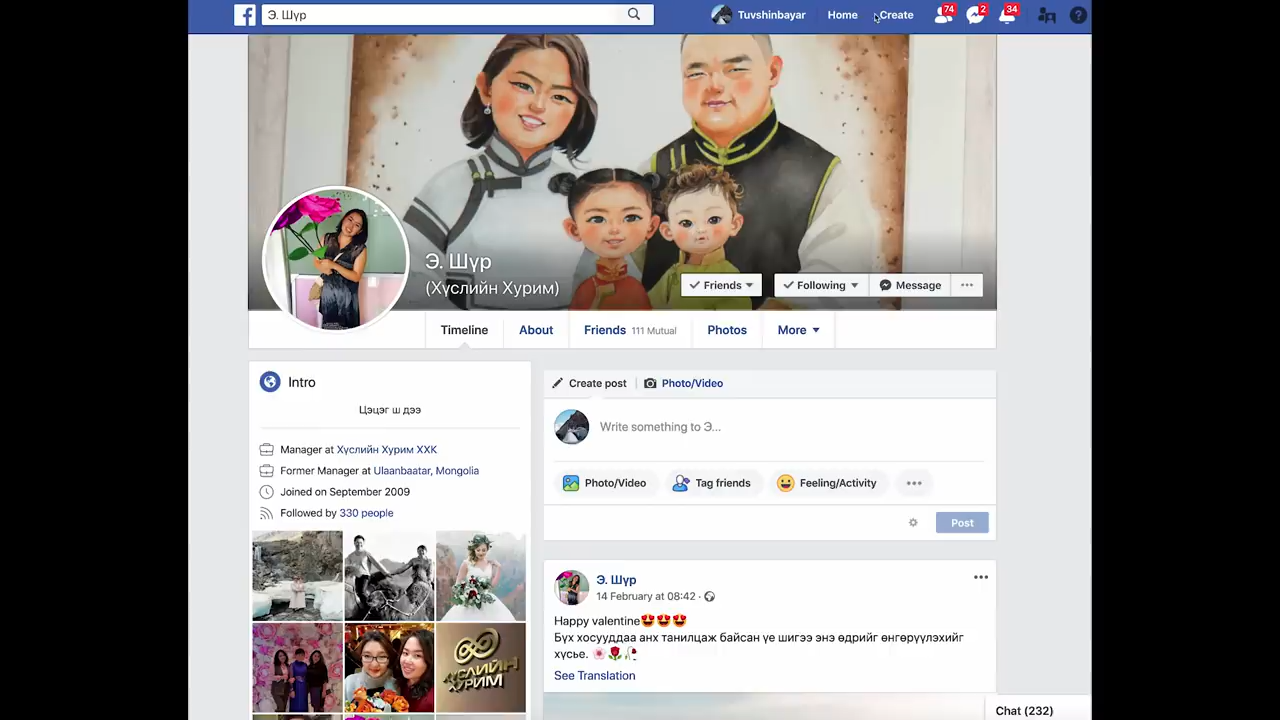 Э. Шүр
Tuvshinbayar
Home
Create
74
2
34
Э. Шүр
(Хүслийн Хурим)
Friends
Following
Message
Timeline
About
Friends 111 Mutual
Photos
More
Intro
Цэцэг ш дээ
Manager at Хүслийн Хурим ХХК
Former Manager at Ulaanbaatar, Mongolia
Joined on September 2009
Followed by 330 people
ХҮСЛИЙН
ХУРИМ
Create post
Photo/Video
Write something to Э...
Photo/Video
Tag friends
Feeling/Activity
Post
Э. Шүр
14 February at 08:42
Happy valentine😍😍😍
Бүх хосууддаа анх танилцаж байсан үе шигээ энэ өдрийг өнгөрүүлэхийг
хүсье. 🌸🌹🥀
See Translation
Chat (232)